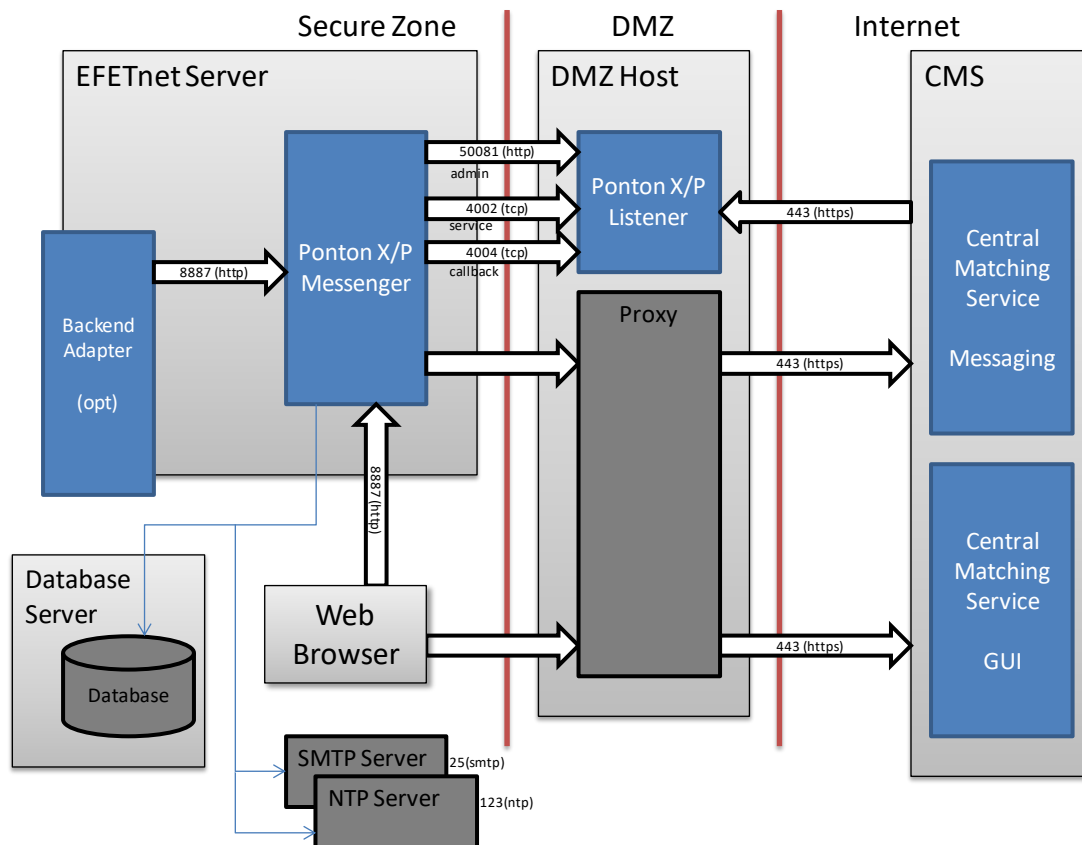 Secure Zone
DMZ
Internet
EFETnet Server
DMZ Host
CMS
50081 (http)
admin
4002 (tcp)
service
4004 (tcp)
callback
Ponton X/P
Listener
443 (https)
Ponton X/P
Messenger
8887 (http)
Backend
Adapter
(opt)
Central
Matching
Service
Messaging
Proxy
443 (https)
8887 (http)
Database
Server
Database
Web
Browser
443 (https)
Central
Matching
Service
GUI
SMTP Server
25(smtp)
NTP Server
123(ntp)